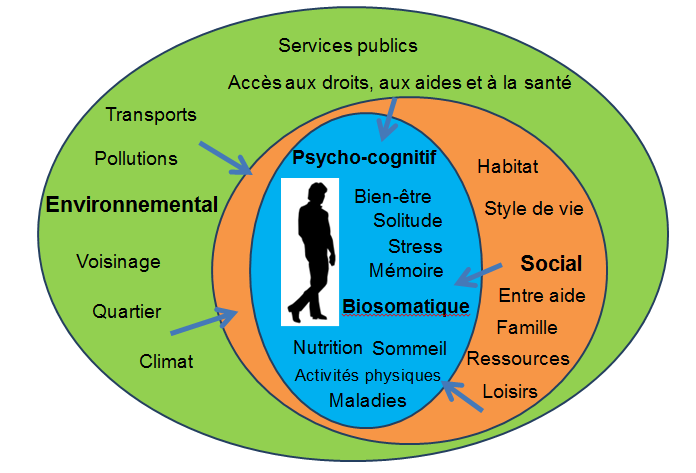 Services publics
Accès aux droits, aux aides et à la santé
Transports
Pollutions
Environnemental
Voisinage
Quartier
Climat
Psycho-cognitif
Bien-être
Solitude
Stress
Mémoire
Biosomatique
Nutrition
Sommeil
Activités physiques
Maladies
Habitat
Style de vie
Social
Entre aide
Famille
Ressources
Loisirs